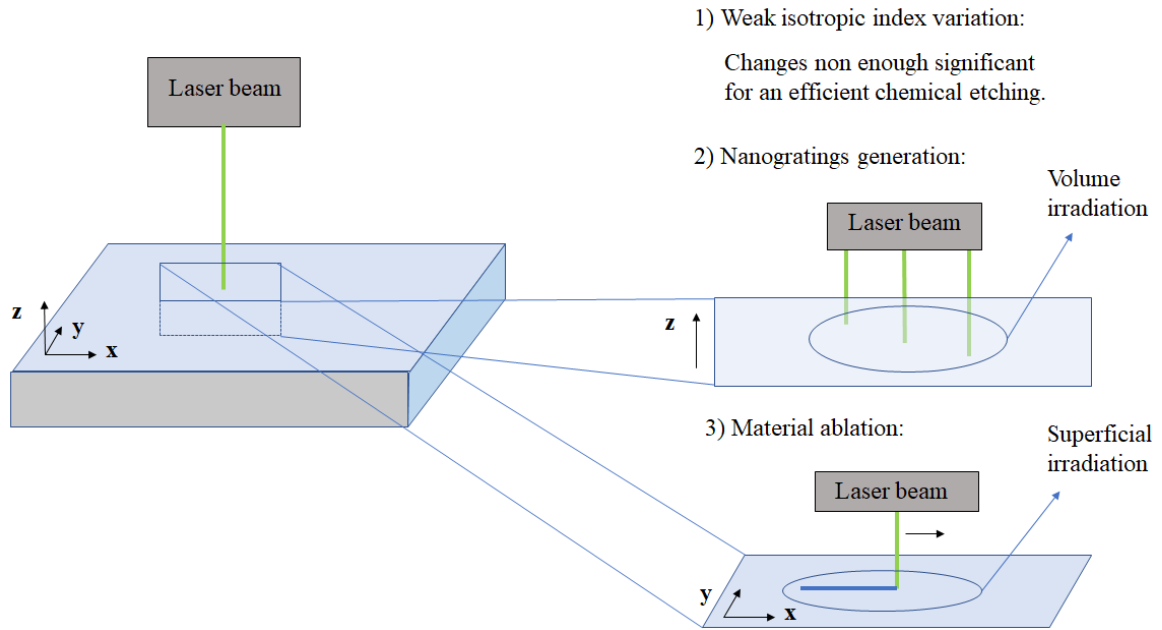 Laser beam
z
y
x
1) Weak isotropic index variation:
Changes non enough significant
for an efficient chemical etching.
2) Nanogratings generation:
Volume
irradiation
Laser beam
z
3) Material ablation:
Superficial
irradiation
Laser beam
y
x